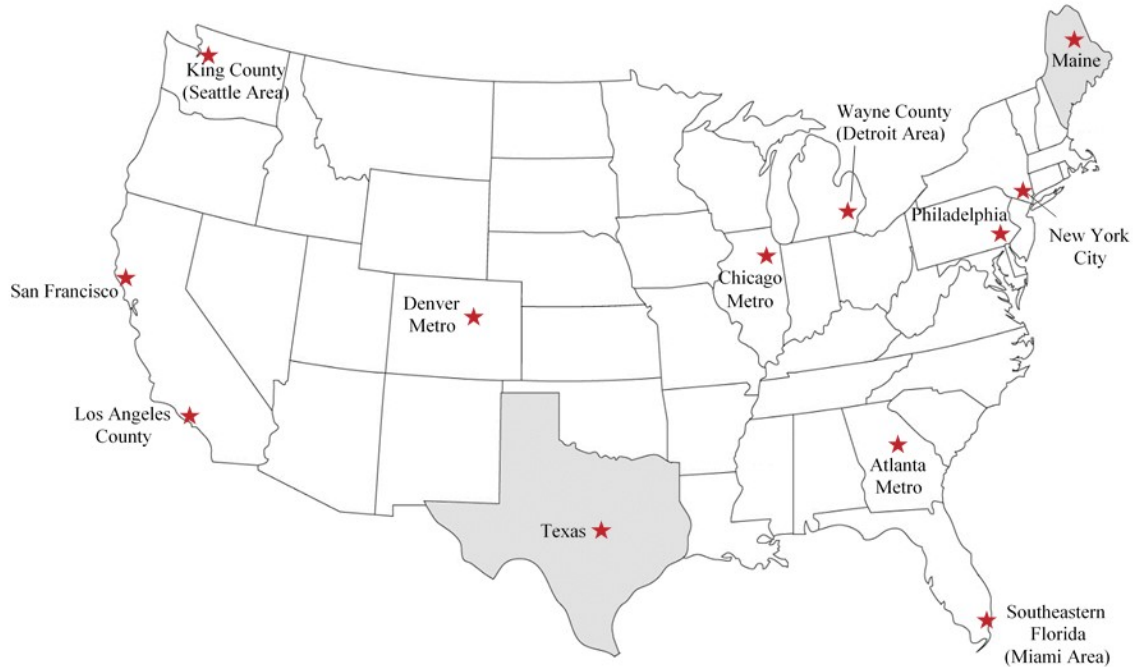 Maine
King County
(Seattle Area)
Wayne County
(Detroit Area)
Philadelphia
New York
City
Chicago
Metro
San Francisco
Denver
Metro
Los Angeles
County
Atlanta
Metro
Texas
Southeastern
Florida
(Miami Area)